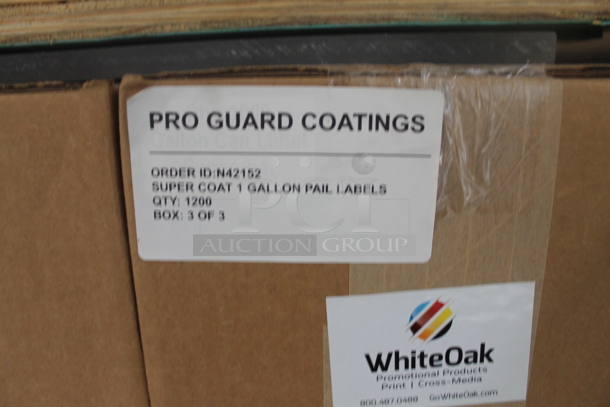 PRO GUARD COATINGS
ORDER ID:N42152
SUPER COAT 1 GALLON PAIL LABELS
QTY: 1200
BOX: 3 OF 3
PCI
AUCTION GROUP
WhiteOak
Promotional Products
Print | Cross-Media
800.487.0488 GoWhiteOak.com